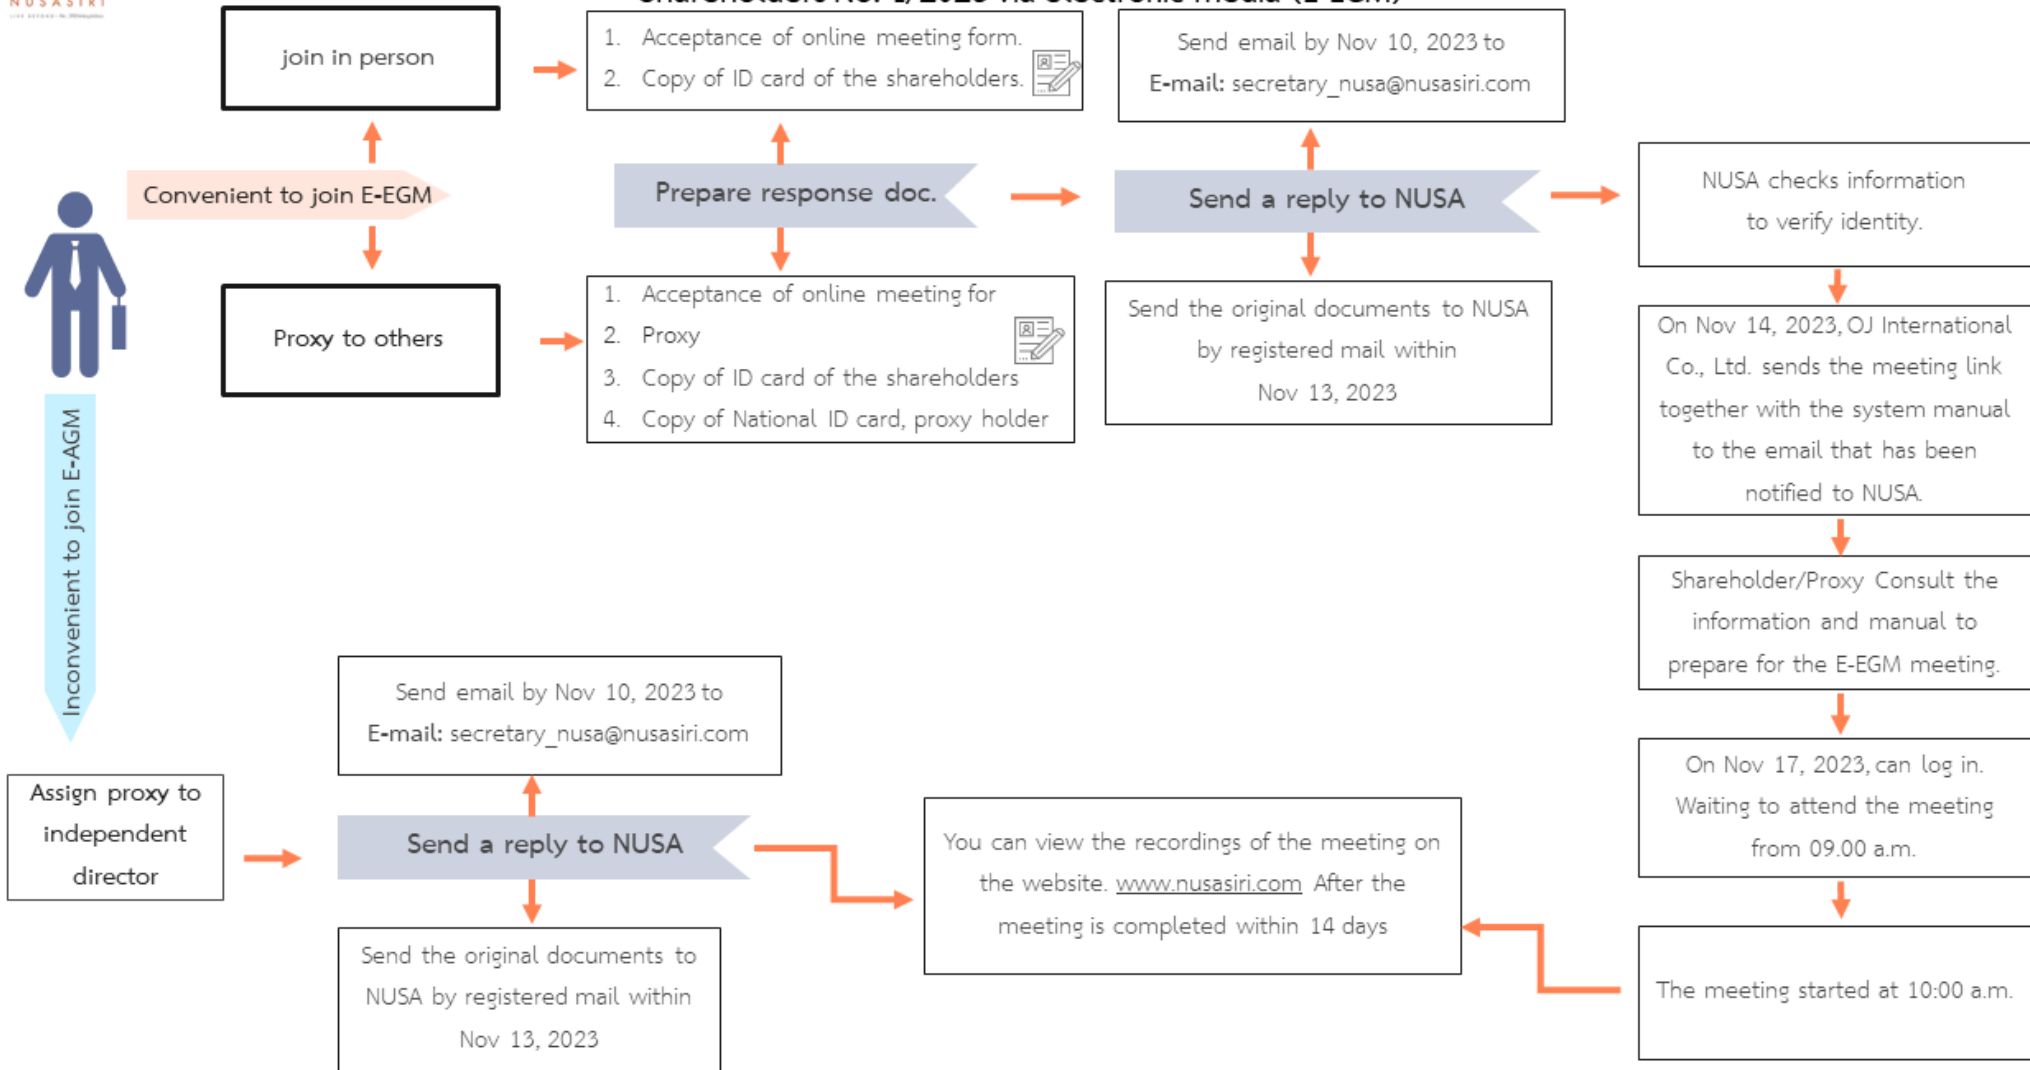 NUSASIRI
Shareholders No. 1/2023 via electronic media (E-EGM)
join in person
1. Acceptance of online meeting form.
2. Copy of ID card of the shareholders.
Send email by Nov 10, 2023 to
E-mail: secretary_nusa@nusasiri.com
Convenient to join E-EGM
Prepare response doc.
Send a reply to NUSA
NUSA checks information
to verify identity.
Proxy to others
1. Acceptance of online meeting for
2. Proxy
3. Copy of ID card of the shareholders
4. Copy of National ID card, proxy holder
Send the original documents to NUSA
by registered mail within
Nov 13, 2023
On Nov 14, 2023, OJ International
Co., Ltd. sends the meeting link
together with the system manual
to the email that has been
notified to NUSA.
Inconvenient to join E-AGM
Shareholder/Proxy Consult the
information and manual to
prepare for the E-EGM meeting.
Send email by Nov 10, 2023 to
E-mail: secretary_nusa@nusasiri.com
On Nov 17, 2023, can log in.
Waiting to attend the meeting
from 09.00 a.m.
Assign proxy to
independent
director
Send a reply to NUSA
You can view the recordings of the meeting on
the website. www.nusasiri.com After the
meeting is completed within 14 days
Send the original documents to
NUSA by registered mail within
Nov 13, 2023
The meeting started at 10:00 a.m.